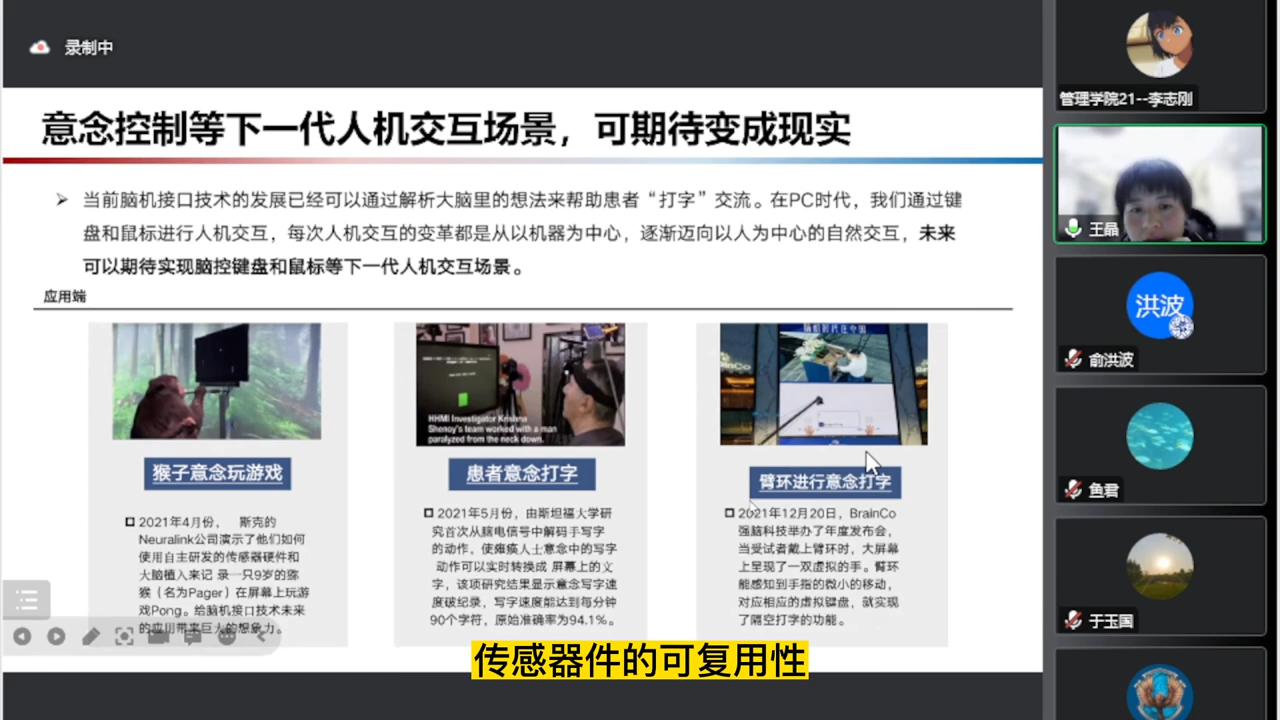 录制中
意念控制等下一代人机交互场景，可期待变成现实
当前脑机接口技术的发展已经可以通过解析大脑里的想法来帮助患者“打字”交流。在PC时代，我们通过键
盘和鼠标进行人机交互，每次人机交互的变革都是从以机器为中心，逐渐迈向以人为中心的自然交互，未来
可以期待实现脑控键盘和鼠标等下一代人机交互场景。
应用端
猴子意念玩游戏
2021年4月份， 斯克的
Neuralink公司演示了他们如何
使用自主研发的传感器硬件和
大脑植入来记 录一只9岁的猕
猴（名为Pager）在屏幕上玩游
戏Pong。给脑机接口技术未来
的应用带来巨大的想象力。
HHMI Investigator Krishna
Shenoy's team worked with a man
paralyzed from the neck down.
患者意念打字
2021年5月份，由斯坦福大学研
究首次从脑电信号中解码手写字
的动作，使瘫痪人士意念中的写字
动作可以实时转换成 屏幕上的文
字，该项研究结果显示意念写字速
度破纪录，写字速度能达到每分钟
90个字符，原始准确率为94.1%。
臂环进行意念打字
2021年12月20日，BrainCo
强脑科技举办了年度发布会，
当受试者戴上臂环时，大屏幕
上呈现了一双虚拟的手。臂环
能感知到手指的微小的移动，
对应相应的虚拟键盘，就实现
了隔空打字的功能。
传感器件的可复用性
管理学院21--李志刚
王晶
洪波
俞洪波
鱼君
于玉国